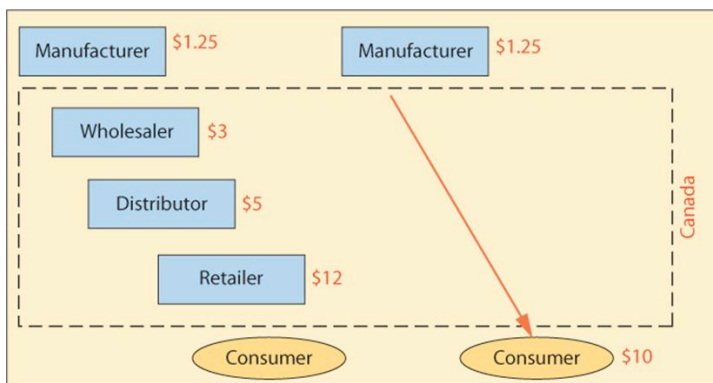 Manufacturer $1.25
Manufacturer $1.25
Wholesaler $3
Distributor $5
Retailer $12
Canada
Consumer
Consumer $10